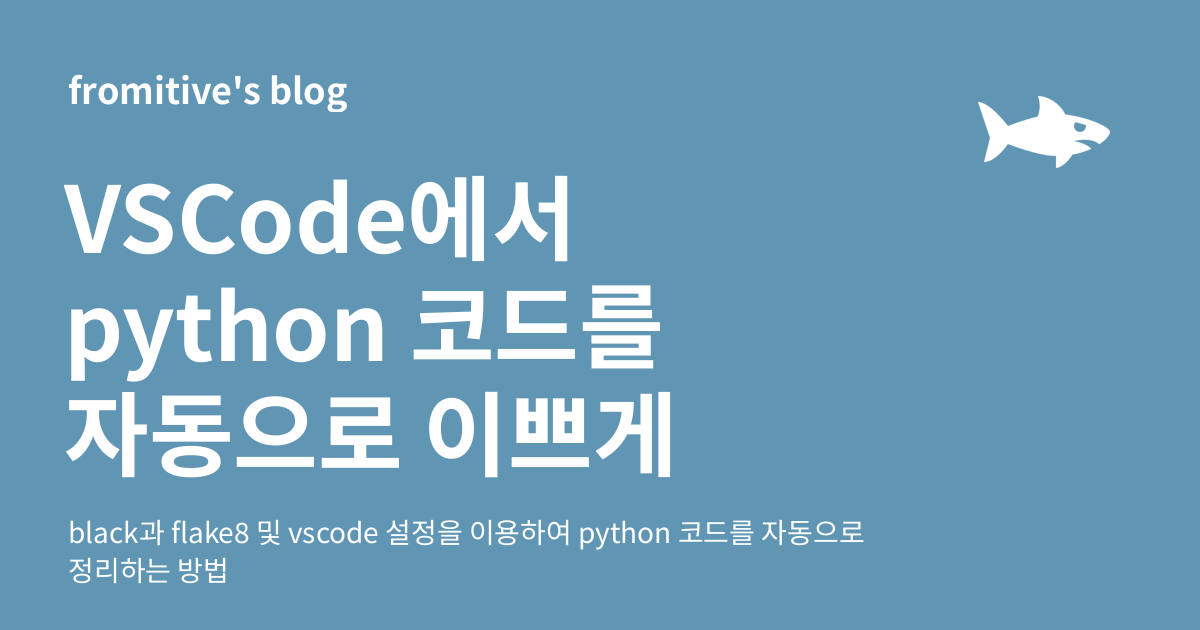 fromitive's blog
VSCode에서
python 코드를
자동으로 이쁘게
black과 flake8 및 vscode 설정을 이용하여 python 코드를 자동으로
정리하는 방법